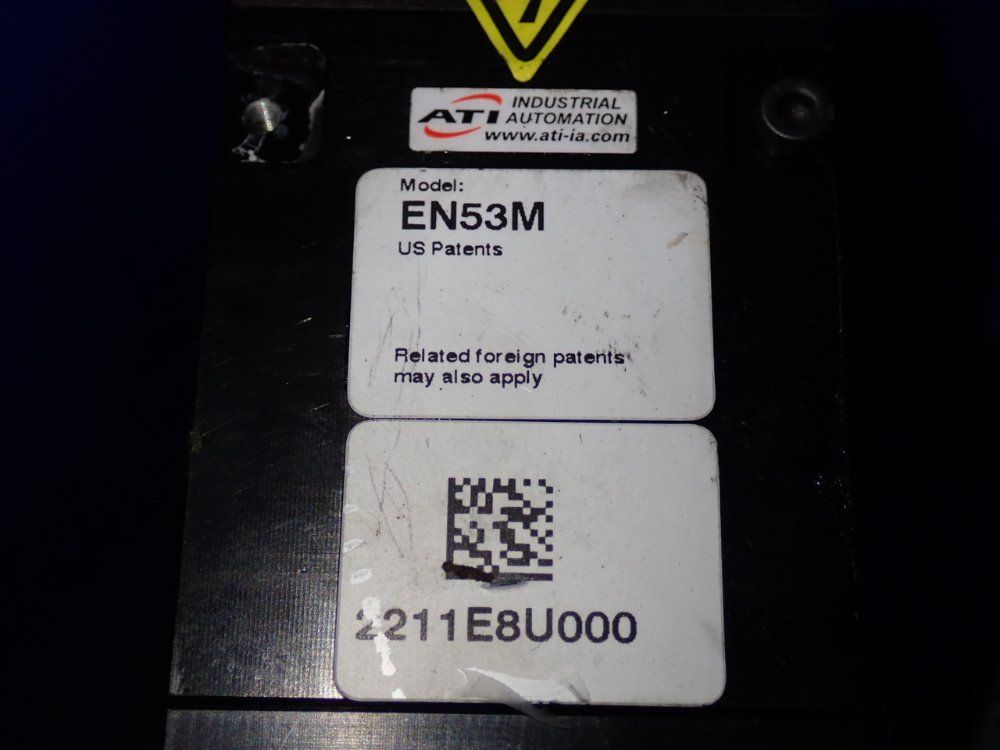 ATI INDUSTRIAL
AUTOMATION
www.ati-ia.com
Model:
EN53M
US Patents
Related foreign patents
may also apply
2211E8U000